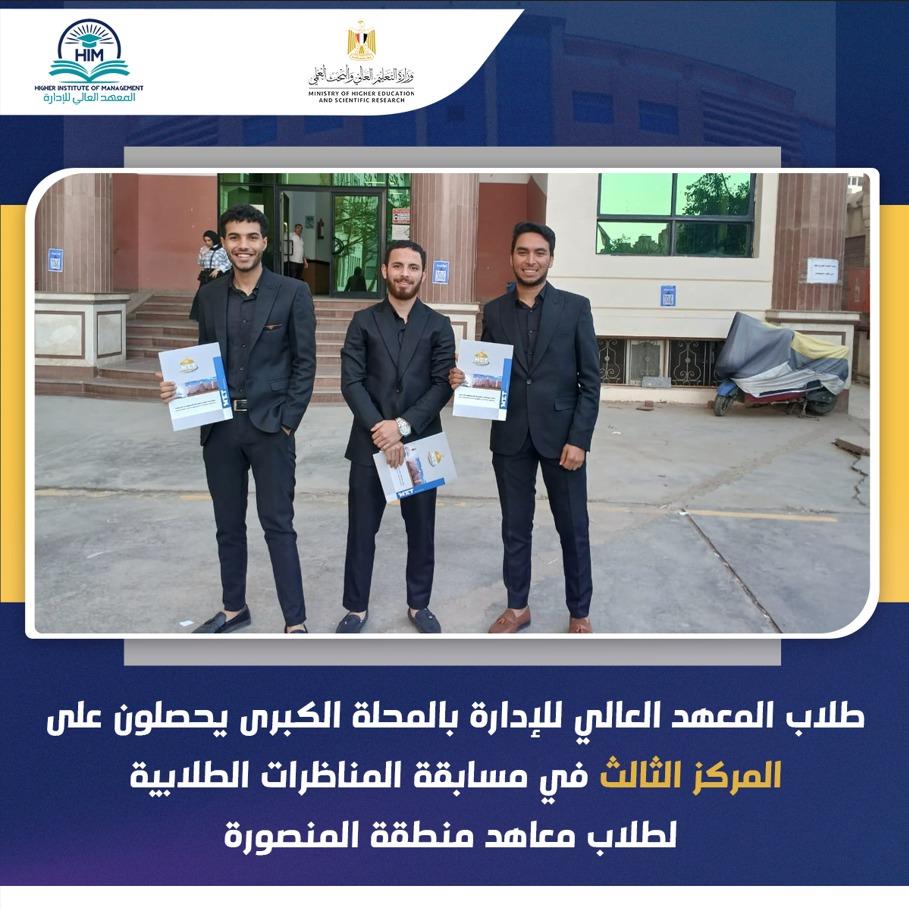 HIM
HIGHER INSTITUTE OF MANAGEMENT
المعهد العالي للإدارة
وزارة التعليم العالي والبحث العلمي
MINISTRY OF HIGHER EDUCATION
AND SCIENTIFIC RESEARCH
MET
طلاب المعهد العالي للإدارة بالمحلة الكبرى يحصلون على
المركز الثالث في مسابقة المناظرات الطلابية
لطلاب معاهد منطقة المنصورة